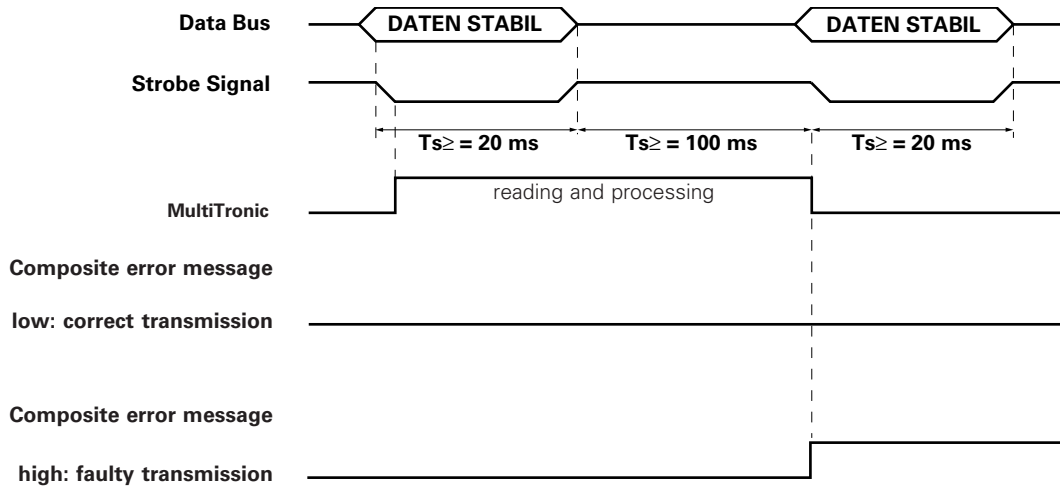 Data Bus DATEN STABIL DATEN STABIL
Strobe Signal
Ts≥ = 20 ms Ts≥ = 100 ms Ts≥ = 20 ms
MultiTronic reading and processing
Composite error message
low: correct transmission
Composite error message
high: faulty transmission